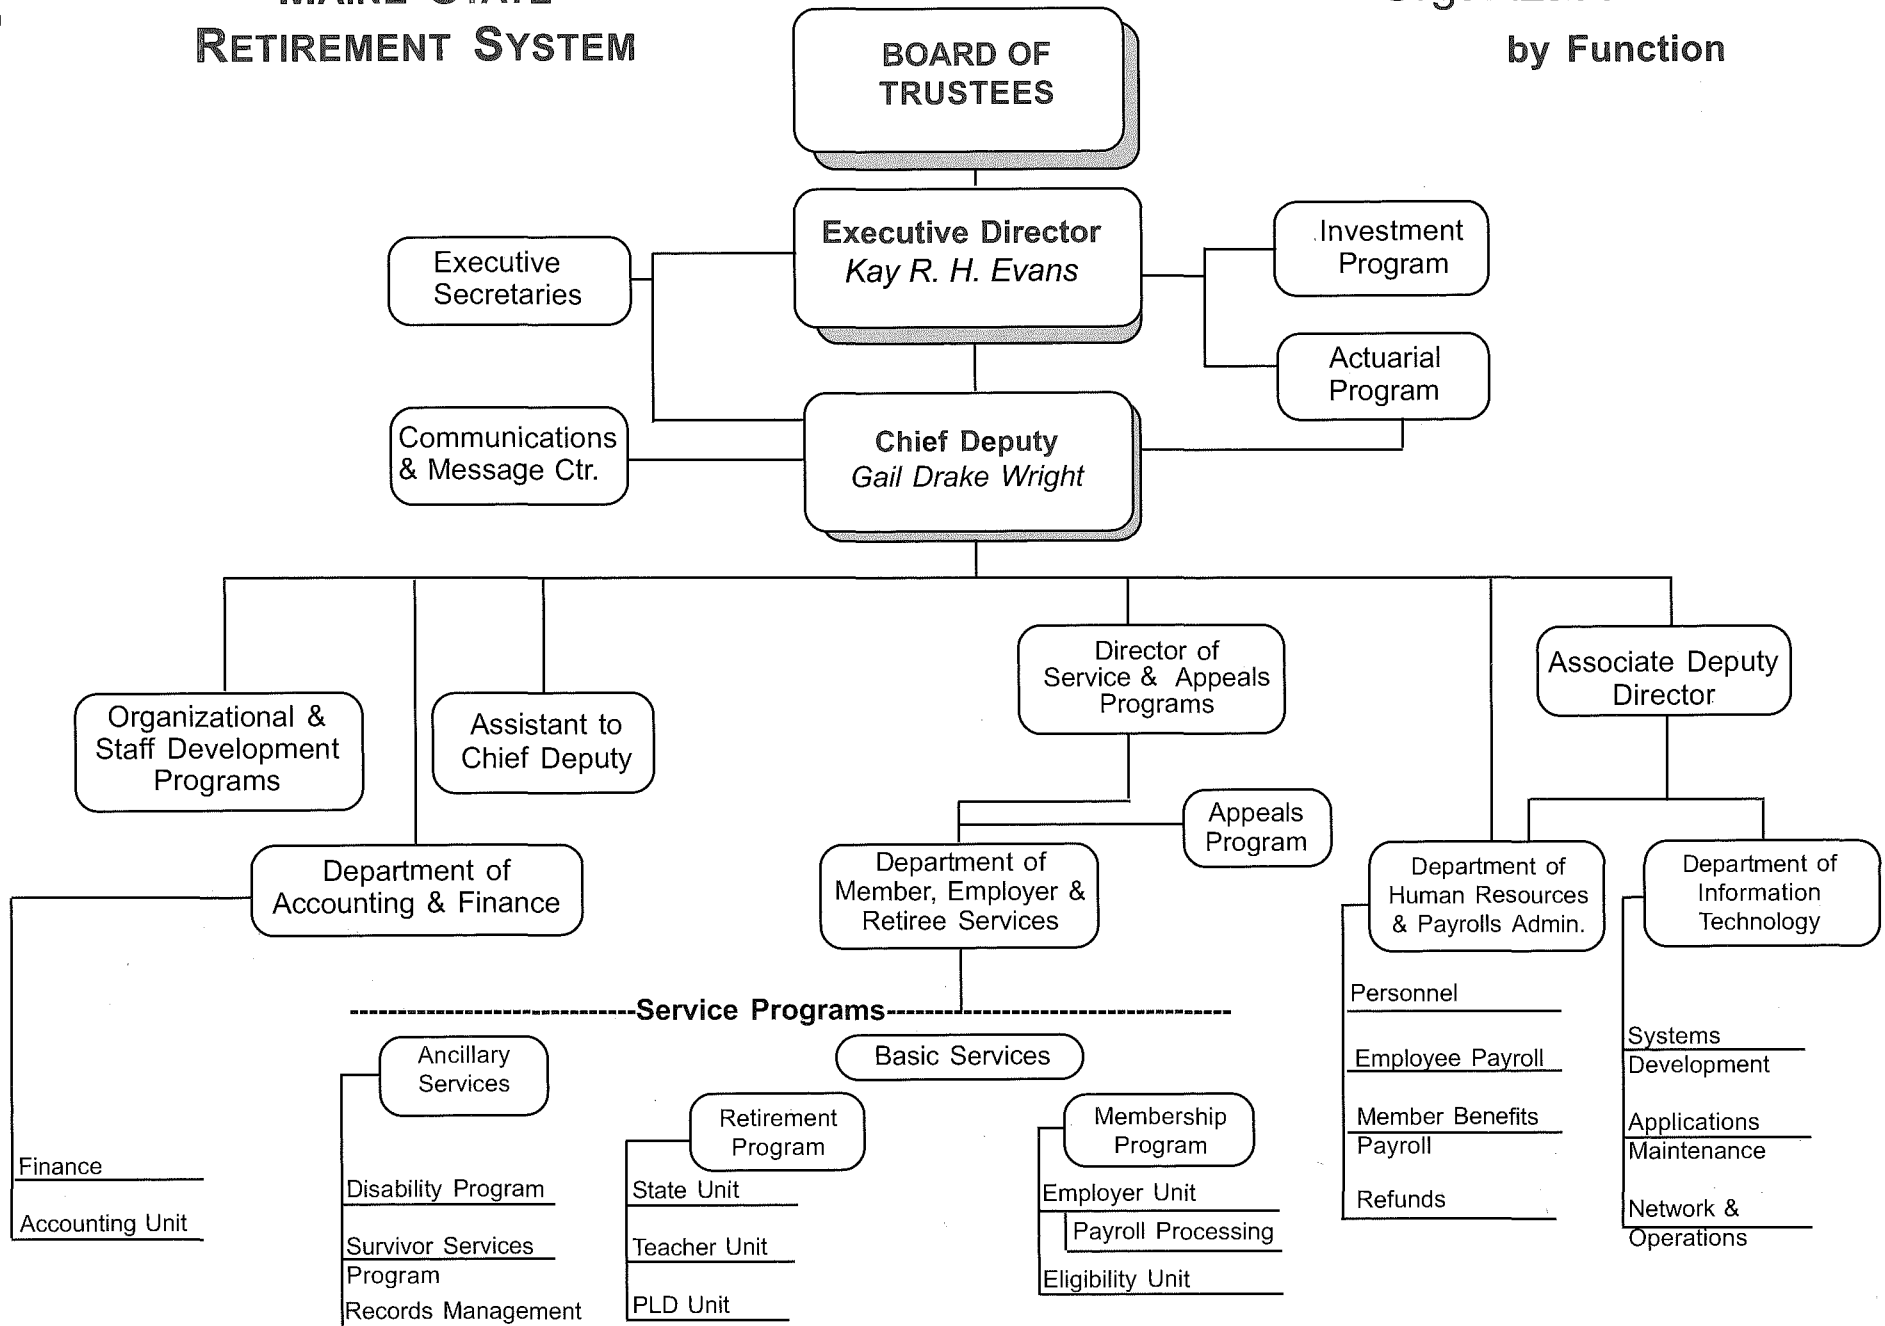 RETIREMENT SYSTEM
by Function
BOARD OF
TRUSTEES
Executive Director
Kay R. H. Evans
Executive
Secretaries
Investment
Program
Actuarial
Program
Communications
& Message Ctr.
Chief Deputy
Gail Drake Wright
Organizational &
Staff Development
Programs
Assistant to
Chief Deputy
Director of
Service & Appeals
Programs
Associate Deputy
Director
Appeals
Program
Department of
Accounting & Finance
Department of
Member, Employer &
Retiree Services
Department of
Human Resources
& Payrolls Admin.
Department of
Information
Technology
Service Programs
Ancillary
Services
Basic Services
Retirement
Program
Membership
Program
Finance
Accounting Unit
Disability Program
Survivor Services
Program
Records Management
State Unit
Teacher Unit
PLD Unit
Employer Unit
Payroll Processing
Eligibility Unit
Personnel
Employee Payroll
Member Benefits
Payroll
Refunds
Systems
Development
Applications
Maintenance
Network &
Operations